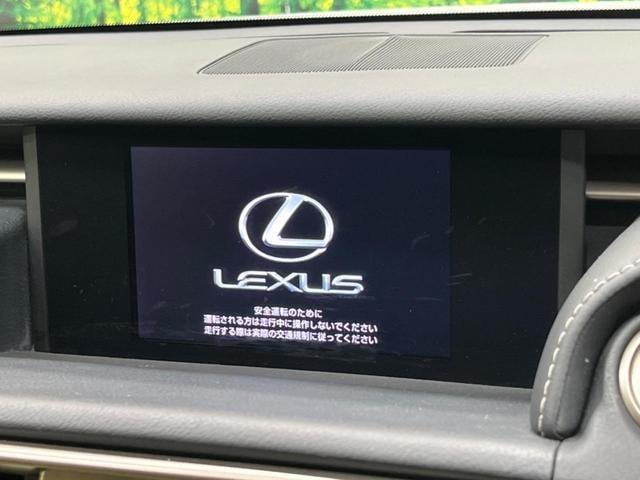 LEXUS
安全運転のために
運転される方は走行中に操作しないでください
走行する際は実際の交通規制に従ってください